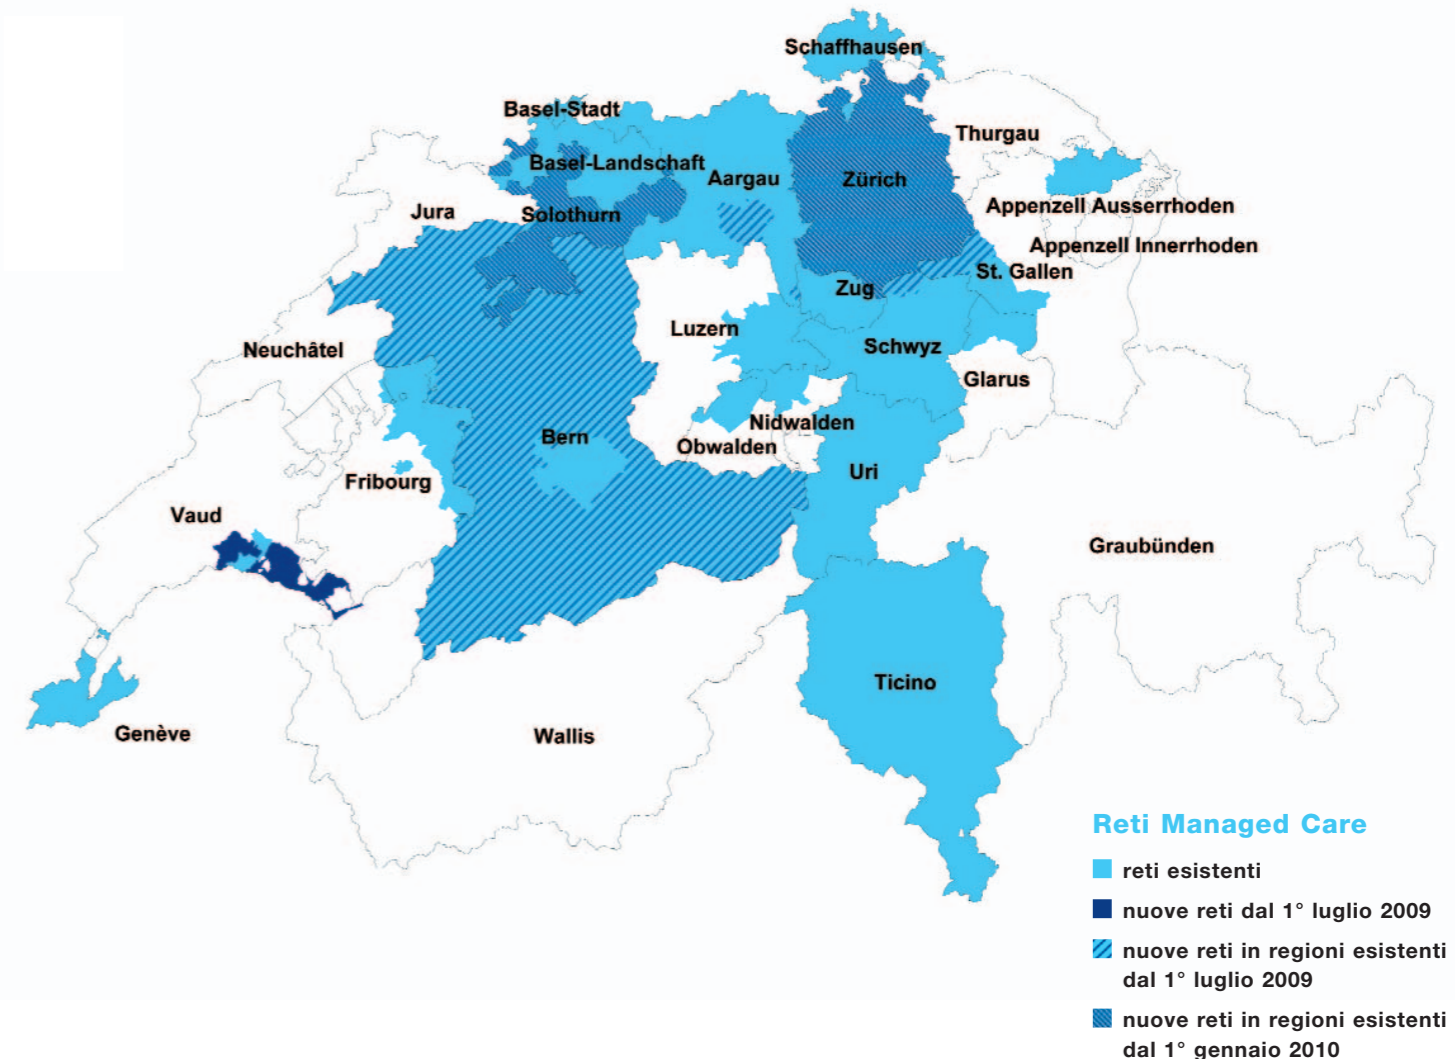 Schaffhausen
Basel-Stadt
Thurgau
Basel-Landschaft
Aargau
Zürich
Appenzell Ausserrhoden
Jura
Solothurn
Appenzell Innerrhoden
St. Gallen
Zug
Luzern
Schwyz
Neuchâtel
Glarus
Nidwalden
Bern
Obwalden
Uri
Fribourg
Vaud
Graubünden
Ticino
Genève
Wallis
Reti Managed Care
reti esistenti
nuove reti dal 1° luglio 2009
nuove reti in regioni esistenti
dal 1° luglio 2009
nuove reti in regioni esistenti
dal 1° gennaio 2010